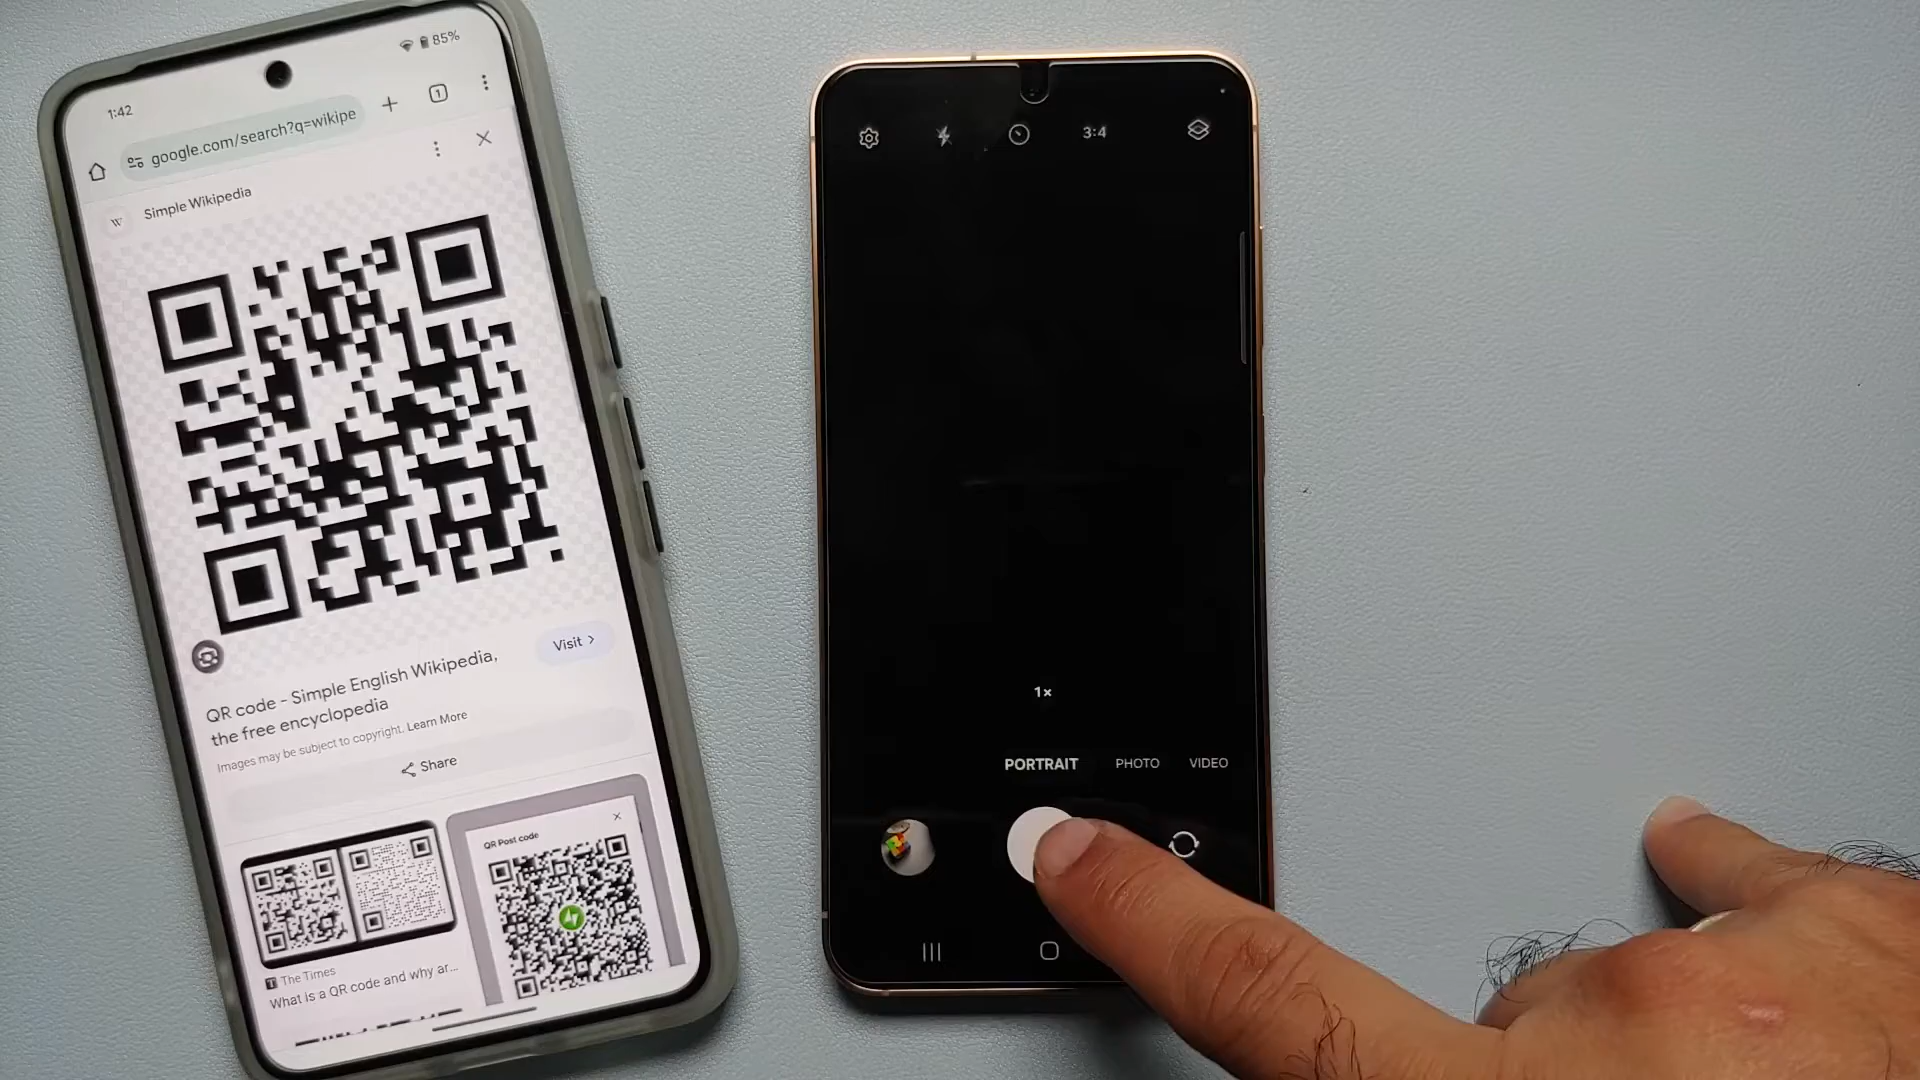 1:42
85%
google.com/search?q=wikipe
1
W
Simple Wikipedia
Visit >
QR code - Simple English Wikipedia,
the free encyclopedia
Images may be subject to copyright. Learn More
Share
T The Times
What is a QR code and why ar...
QR Post code
3:4
1×
PORTRAIT PHOTO VIDEO